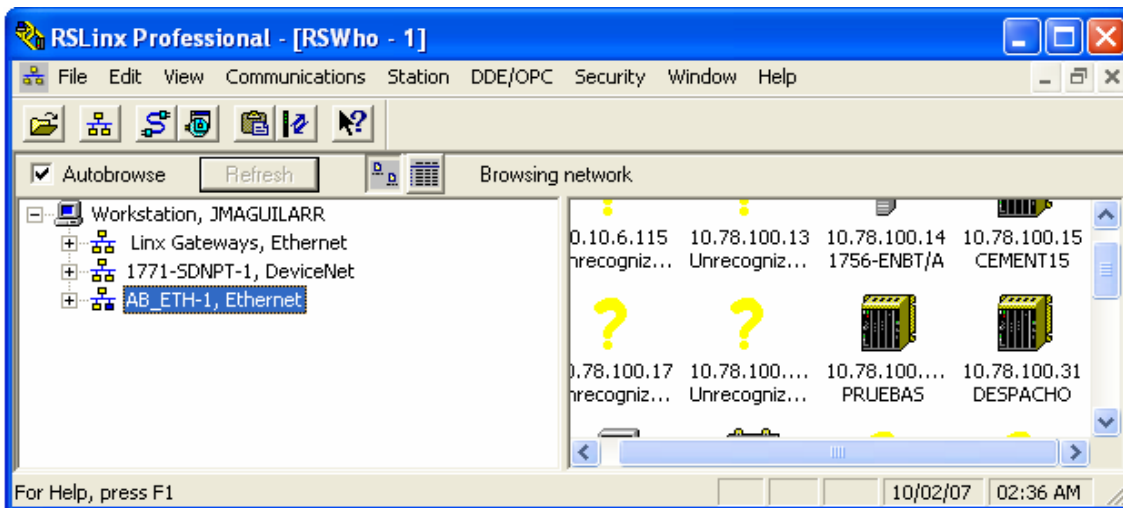 RSLinx Professional - [RSWho - 1]
File Edit View Communications Station DDE/OPC Security Window Help
Autobrowse Refresh Browsing network
Workstation, JMAGUILARR
Linx Gateways, Ethernet
1771-SDNPT-1, DeviceNet
AB_ETH-1, Ethernet
0.10.6.115 10.78.100.13 10.78.100.14 10.78.100.15
nrecogniz... Unrecogniz... 1756-ENBT/A CEMENT15
.78.100.17 10.78.100.... 10.78.100.... 10.78.100.31
nrecogniz... Unrecogniz... PRUEBAS DESPACHO
For Help, press F1 10/02/07 02:36 AM